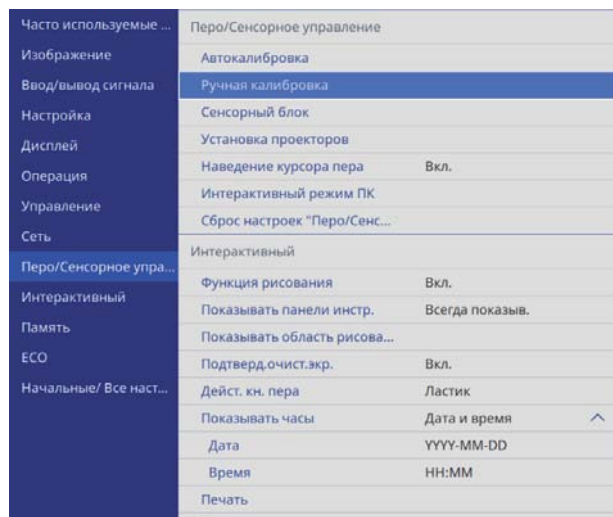 Часто используемые ...
Изображение
Ввод/вывод сигнала
Настройка
Дисплей
Операция
Управление
Сеть
Перо/Сенсорное упра...
Интерактивный
Память
ECO
Начальные/ Все наст...
Перо/Сенсорное управление
Автокалибровка
Ручная калибровка
Сенсорный блок
Установка проекторов
Наведение курсора пера Вкл.
Интерактивный режим ПК
Сброс настроек "Перо/Сенс...
Интерактивный
Функция рисования Вкл.
Показывать панели инстр. Всегда показыв.
Показывать область рисова...
Подтверд.очист.экр. Вкл.
Дейст. кн. пера Ластик
Показывать часы Дата и время
Дата YYYY-MM-DD
Время HH:MM
Печать